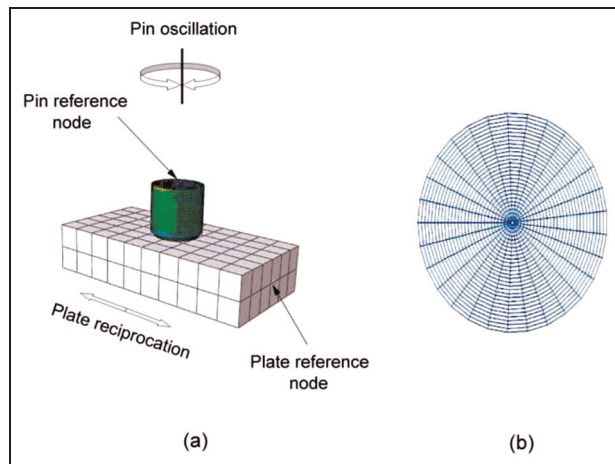 Pin oscillation
Pin reference
node
Plate reciprocation
Plate reference
node
(a)
(b)